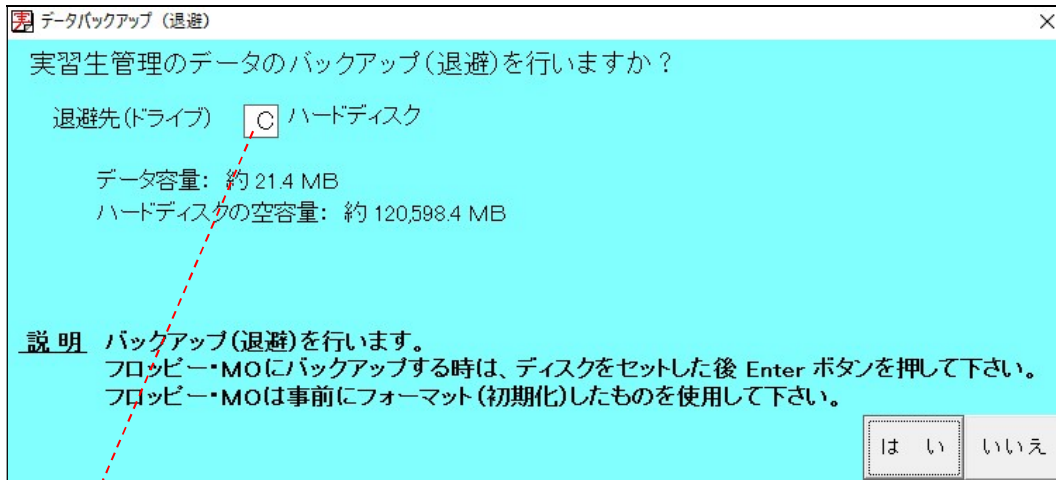 実 データバックアップ (退避)
実習生管理のデータのバックアップ(退避)を行いますか？
退避先(ドライブ) C ハードディスク
データ容量: 約 21.4 MB
ハードディスクの空容量: 約 120,598.4 MB
説 明 バックアップ(退避)を行います。
フロッピー・MOにバックアップする時は、ディスクをセットした後 Enter ボタンを押して下さい。
フロッピー・MOは事前にフォーマット(初期化)したものを使用して下さい。
は い いいえ